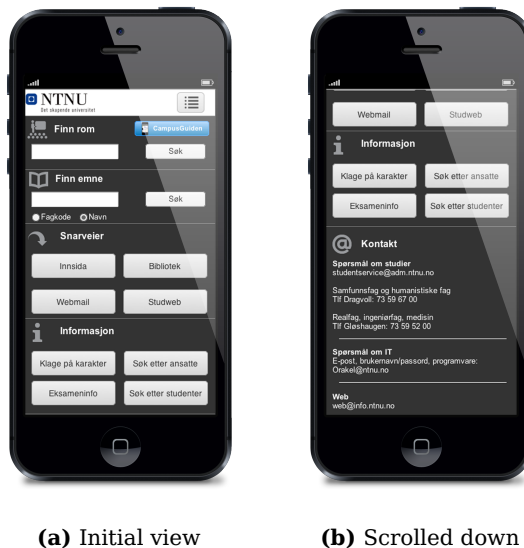 NTNU
Det skapende universitet
Finn rom
CampusGuiden
Søk
Finn emne
Søk
Fagkode Navn
Snarveier
Innsida Bibliotek
Webmail Studweb
Informasjon
Klage på karakter Søk etter ansatte
Eksameninfo Søk etter studenter
(a) Initial view
Webmail Studweb
Informasjon
Klage på karakter Søk etter ansatte
Eksameninfo Søk etter studenter
Kontakt
Spørsmål om studier
studentservice@adm.ntnu.no
Samfunnsfag og humanistiske fag
Tlf Dragvoll: 73 59 67 00
Realfag, ingeniørfag, medisin
Tlf Gløshaugen: 73 59 52 00
Spørsmål om IT
E-post, brukernavn/passord, programvare:
Orakel@ntnu.no
Web
web@info.ntnu.no
(b) Scrolled down